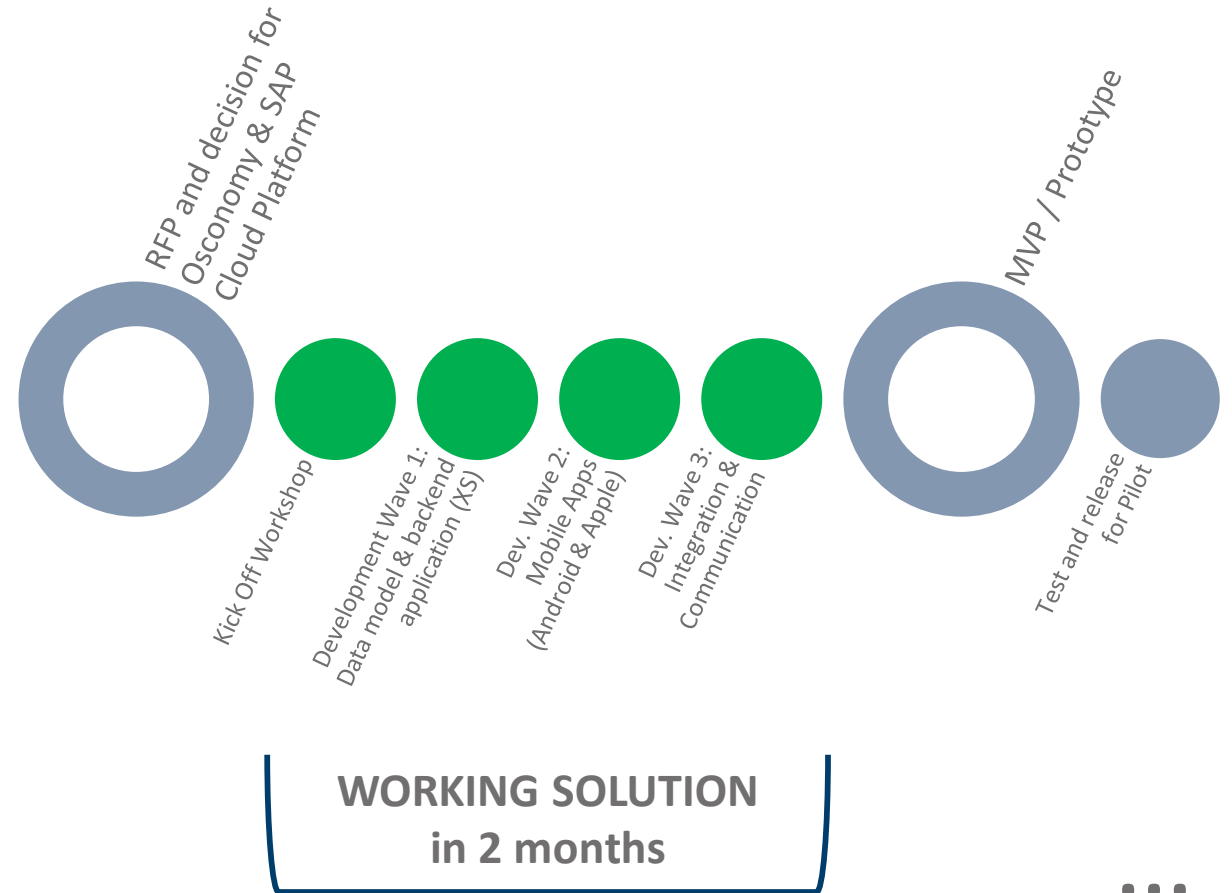 RFP and decision for
Osconomy & SAP
Cloud Platform
Kick Off Workshop
Development Wave 1:
Data model & backend
application (XS)
Dev. Wave 2:
Mobile Apps
(Android & Apple)
Dev. Wave 3:
Integration &
Communication
MVP / Prototype
Test and release
for Pilot
WORKING SOLUTION
in 2 months
...